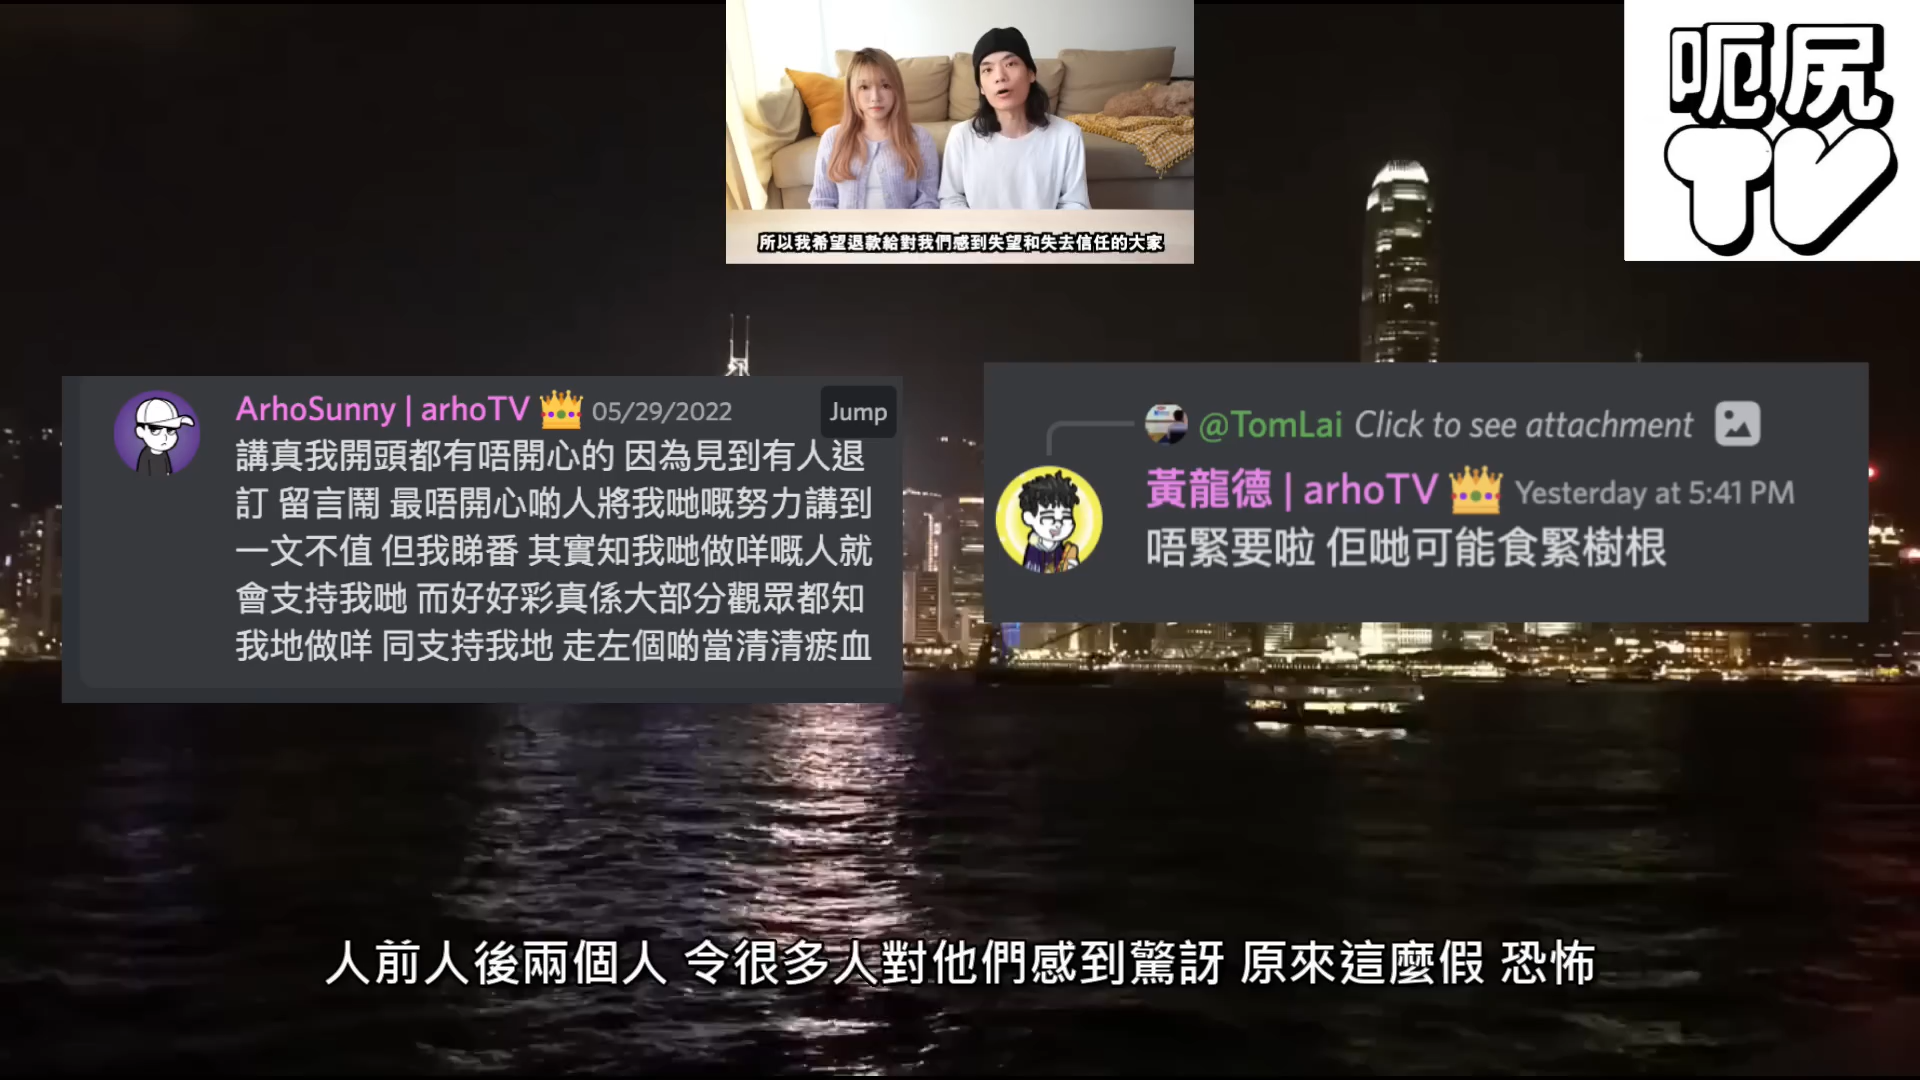 呃尻
TV
所以我希望退款給對我們感到失望和失去信任的大家
ArhoSunny | arhoTV 05/29/2022
Jump
講真我開頭都有唔開心的 因為見到有人退
訂 留言鬧 最唔開心啲人將我哋嘅努力講到
一文不值 但我睇番 其實知我哋做咩嘅人就
會支持我哋 而好好彩真係大部分觀眾都知
我地做咩 同支持我地 走左個啲當清清瘀血
@TomLai Click to see attachment
黃龍德 | arhoTV Yesterday at 5:41 PM
唔緊要啦 佢哋可能食緊樹根
人前人後兩個人 令很多人對他們感到驚訝 原來這麼假 恐怖